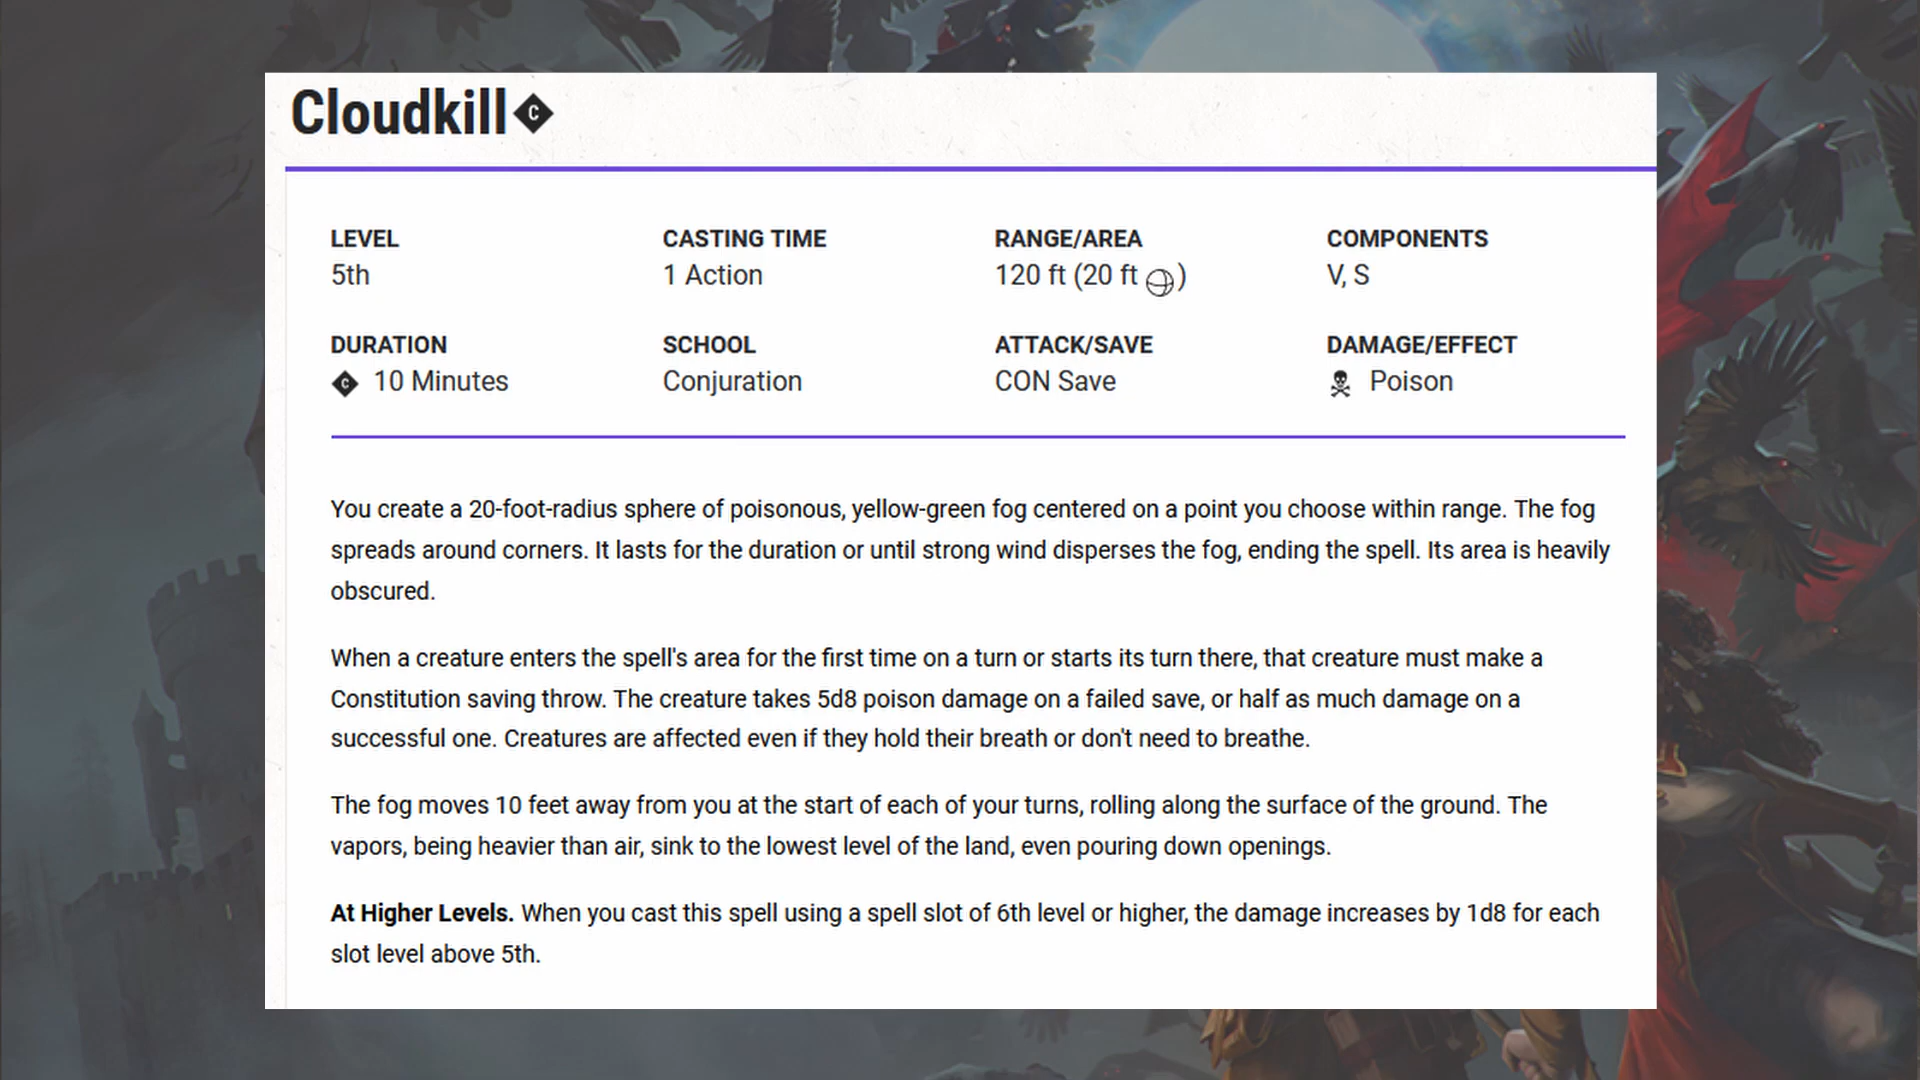 Cloudkill C
LEVEL
5th
CASTING TIME
1 Action
RANGE/AREA
120 ft (20 ft )
COMPONENTS
V, S
DURATION
C 10 Minutes
SCHOOL
Conjuration
ATTACK/SAVE
CON Save
DAMAGE/EFFECT
Poison
You create a 20-foot-radius sphere of poisonous, yellow-green fog centered on a point you choose within range. The fog
spreads around corners. It lasts for the duration or until strong wind disperses the fog, ending the spell. Its area is heavily
obscured.
When a creature enters the spell's area for the first time on a turn or starts its turn there, that creature must make a
Constitution saving throw. The creature takes 5d8 poison damage on a failed save, or half as much damage on a
successful one. Creatures are affected even if they hold their breath or don't need to breathe.
The fog moves 10 feet away from you at the start of each of your turns, rolling along the surface of the ground. The
vapors, being heavier than air, sink to the lowest level of the land, even pouring down openings.
At Higher Levels. When you cast this spell using a spell slot of 6th level or higher, the damage increases by 1d8 for each
slot level above 5th.